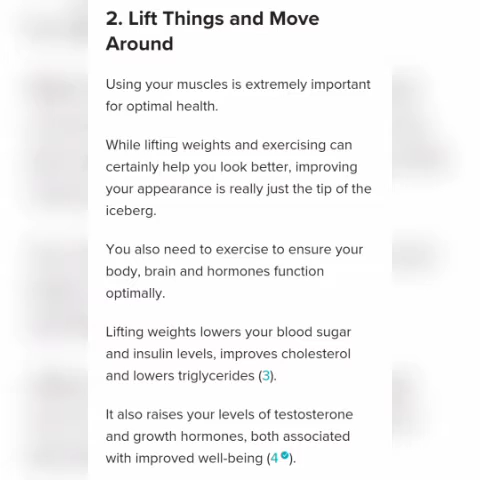 2. Lift Things and Move
Around
Using your muscles is extremely important
for optimal health.
While lifting weights and exercising can
certainly help you look better, improving
your appearance is really just the tip of the
iceberg.
You also need to exercise to ensure your
body, brain and hormones function
optimally.
Lifting weights lowers your blood sugar
and insulin levels, improves cholesterol
and lowers triglycerides (3).
It also raises your levels of testosterone
and growth hormones, both associated
with improved well-being (4).